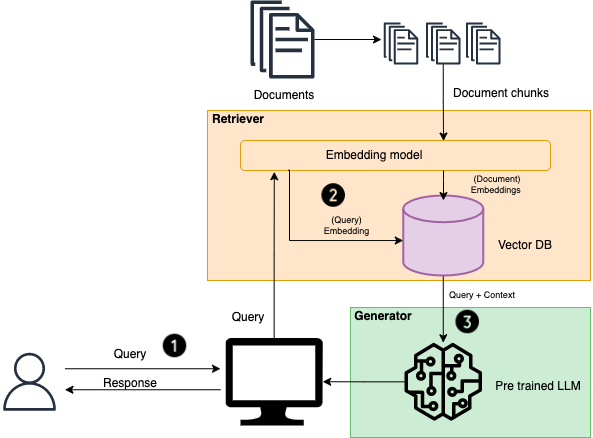 Documents
Document chunks
Retriever
Embedding model
2
(Document)
Embeddings
(Query)
Embedding
Vector DB
Query + Context
Query
Generator
3
1
Query
Response
Pre trained LLM